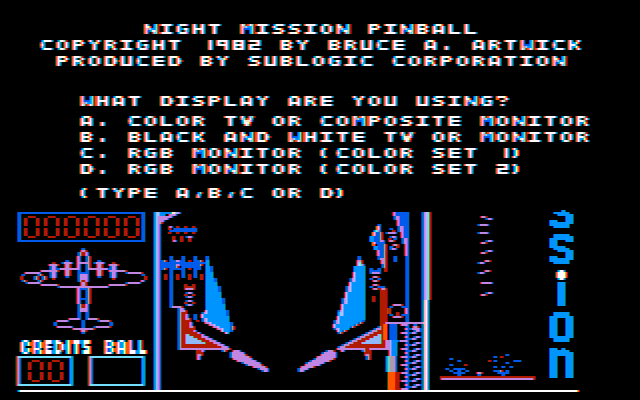 NIGHT MISSION PINBALL
COPYRIGHT 1982 BY BRUCE A. ARTWICK
PRODUCED BY SUBLOGIC CORPORATION
WHAT DISPLAY ARE YOU USING?
A. COLOR TV OR COMPOSITE MONITOR
B. BLACK AND WHITE TV OR MONITOR
C. RGB MONITOR (COLOR SET 1)
D. RGB MONITOR (COLOR SET 2)
(TYPE A,B,C OR D)
000000
CREDITS BALL
00
ssion